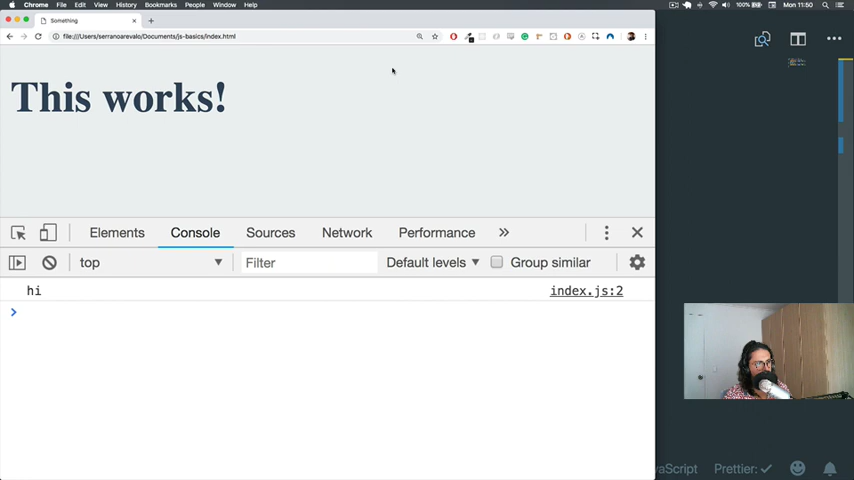 Chrome File Edit View History Bookmarks People Window Help 100% Mon 11:50
Something
file:///Users/serranoarevalo/Documents/js-basics/index.html
This works!
Elements Console Sources Network Performance
top Filter Default levels Group similar
hi index.js:2
vaScript Prettier: